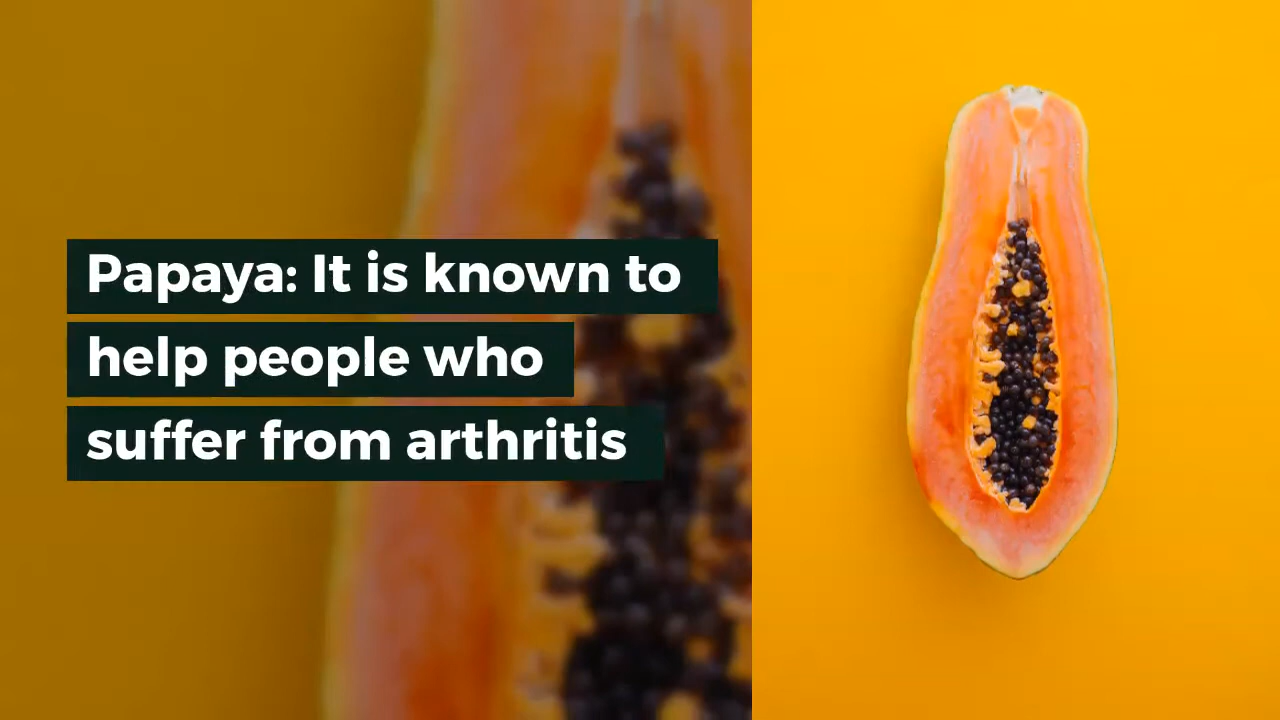 Papaya: It is known to
help people who
suffer from arthritis